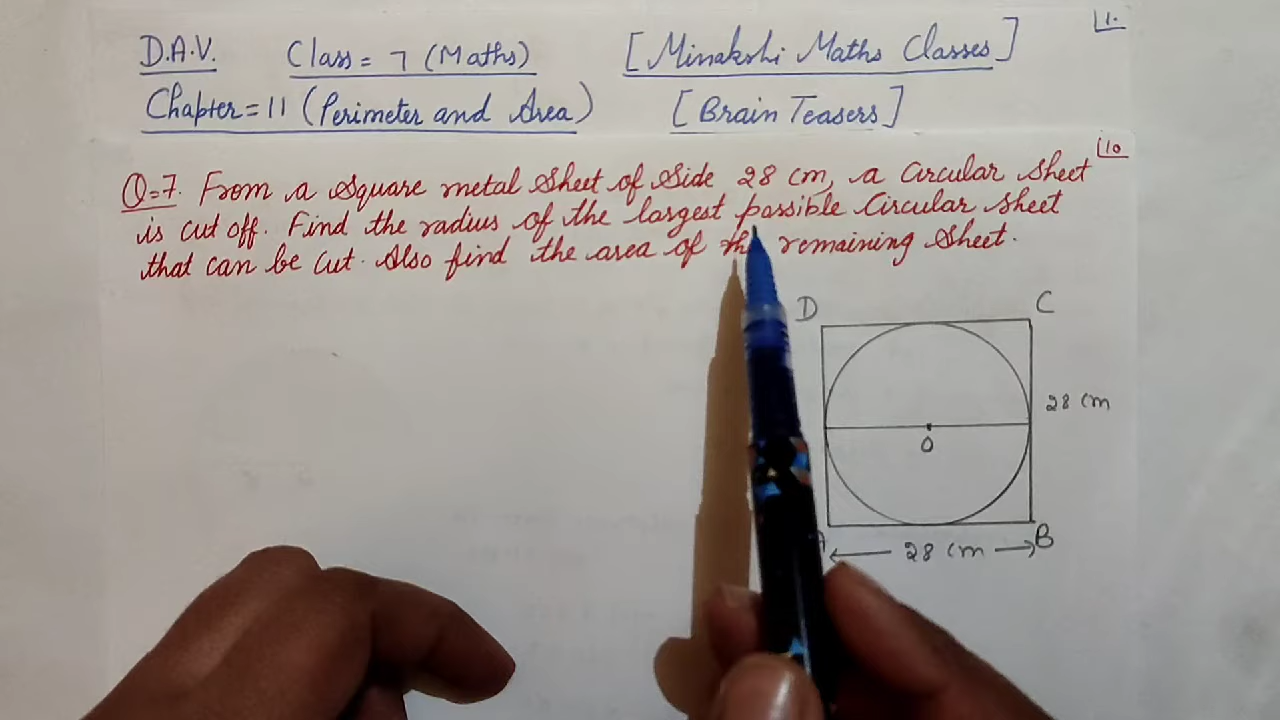 1.
D.A.V. Class = 7 (Maths) [Minakshi Maths Classes]
Chapter = 11 (Perimeter and Area) [Brain Teasers]
10
Q=7. From a square metal sheet of side 28 cm, a circular sheet
is cut off. Find the radius of the largest possible circular sheet
that can be cut. Also find the area of the remaining sheet.
D C
28 cm
O
A B
28 cm